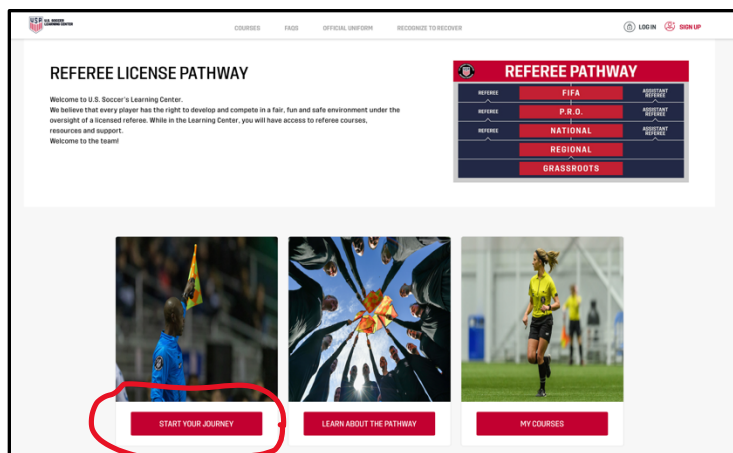 U.S. SOCCER
LEARNING CENTER
COURSES FAQS OFFICIAL UNIFORM RECOGNIZE TO RECOVER
LOG IN SIGN UP
REFEREE LICENSE PATHWAY
Welcome to U.S. Soccer's Learning Center.
We believe that every player has the right to develop and compete in a fair, fun and safe environment under the
oversight of a licensed referee. While in the Learning Center, you will have access to referee courses,
resources and support.
Welcome to the team!
REFEREE PATHWAY
REFEREE FIFA ASSISTANT REFEREE
REFEREE P.R.O. ASSISTANT REFEREE
REFEREE NATIONAL ASSISTANT REFEREE
REGIONAL
GRASSROOTS
START YOUR JOURNEY LEARN ABOUT THE PATHWAY MY COURSES